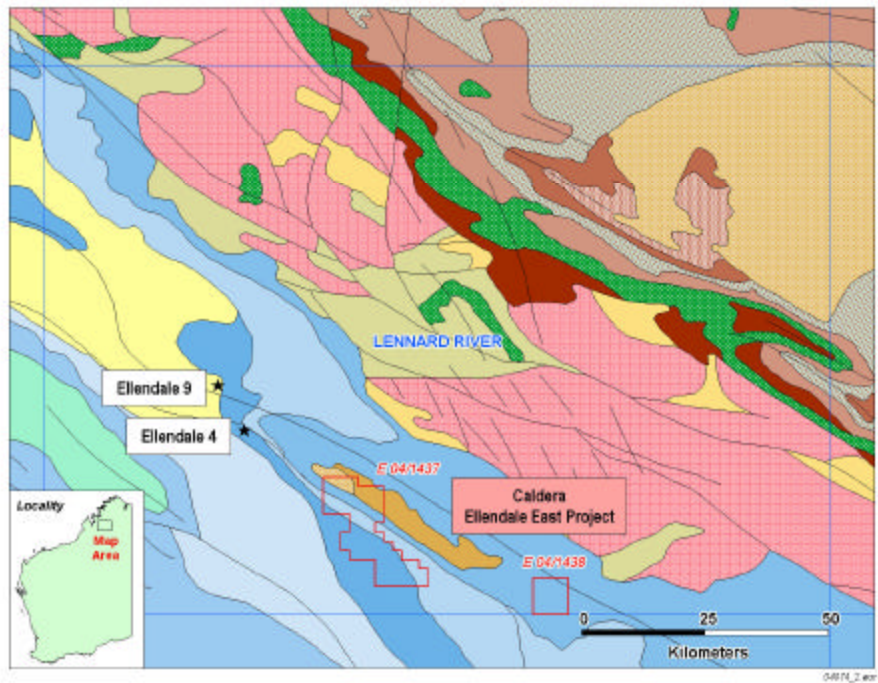 LENNARD RIVER
Ellendale 9
Ellendale 4
E 04/1437
Caldera
Ellendale East Project
E 04/1438
Locality
Map
Area
0 25 50
Kilometers